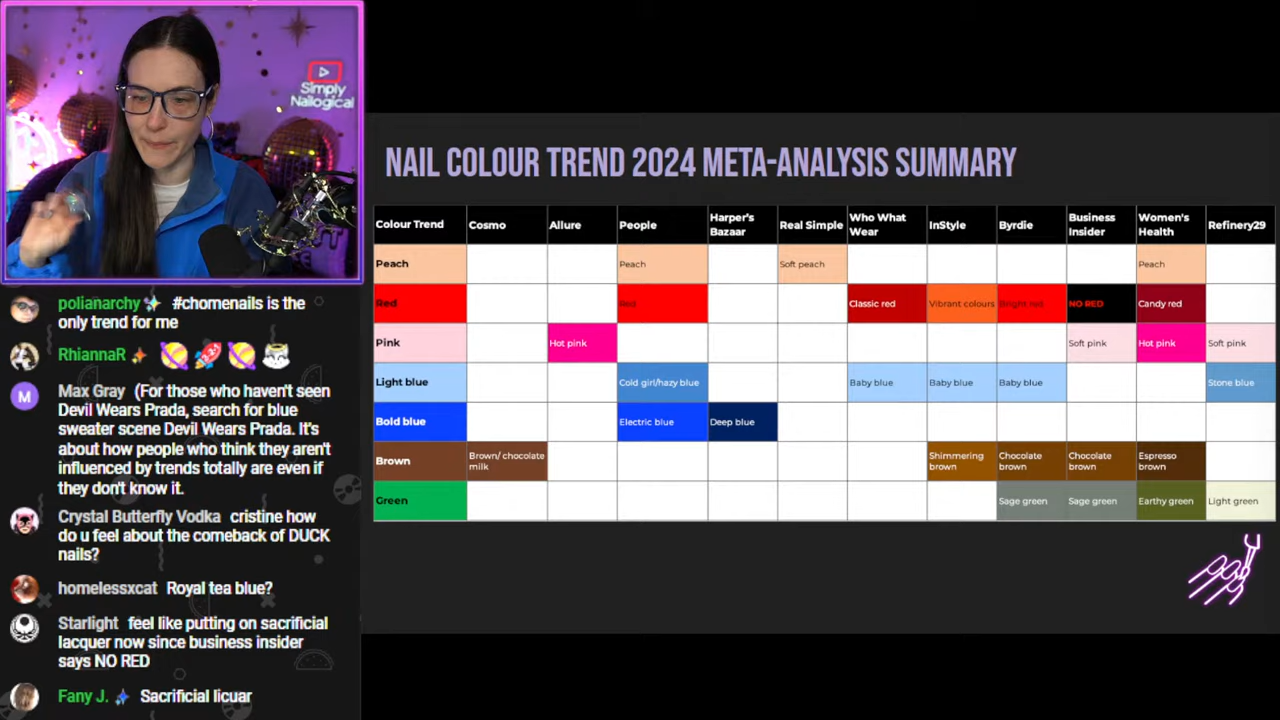 Simply
Nailogical
polianarchy #chomenails is the
only trend for me
RhiannaR
M
Max Gray (For those who haven't seen
Devil Wears Prada, search for blue
sweater scene Devil Wears Prada. It's
about how people who think they aren't
influenced by trends totally are even if
they don't know it.
Crystal Butterfly Vodka cristine how
do u feel about the comeback of DUCK
nails?
homelessxcat Royal tea blue?
Starlight feel like putting on sacrificial
lacquer now since business insider
says NO RED
Fany J. Sacrificial licuar
NAIL COLOUR TREND 2024 META-ANALYSIS SUMMARY
Colour Trend Cosmo Allure People Harper's Bazaar Real Simple Who What Wear InStyle Byrdie Business Insider Women's Health Refinery29
Peach Peach Soft peach Peach
Red Red Classic red Vibrant colours Bright red NO RED Candy red
Pink Hot pink Soft pink Hot pink Soft pink
Light blue Cold girl/hazy blue Baby blue Baby blue Baby blue Stone blue
Bold blue Electric blue Deep blue
Brown Brown/ chocolate milk Shimmering brown Chocolate brown Chocolate brown Espresso brown
Green Sage green Sage green Earthy green Light green